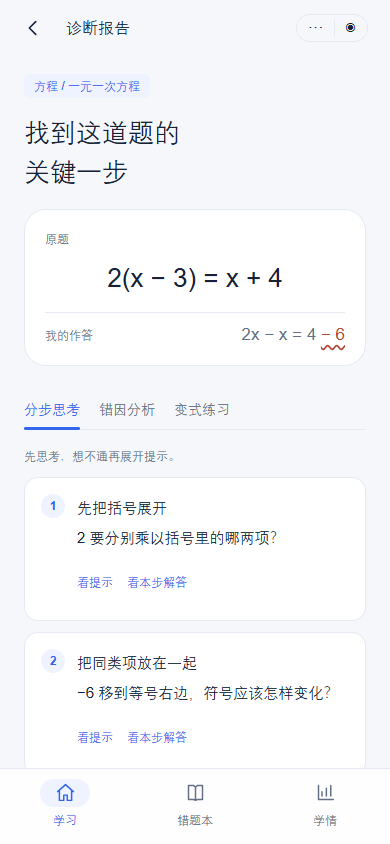 诊断报告
方程 / 一元一次方程
找到这道题的
关键一步
原题
2(x − 3) = x + 4
我的作答
2x − x = 4 − 6
分步思考 错因分析 变式练习
先思考，想不通再展开提示。
1 先把括号展开
2 要分别乘以括号里的哪两项？
看提示 看本步解答
2 把同类项放在一起
−6 移到等号右边，符号应该怎样变化？
看提示 看本步解答
学习 错题本 学情